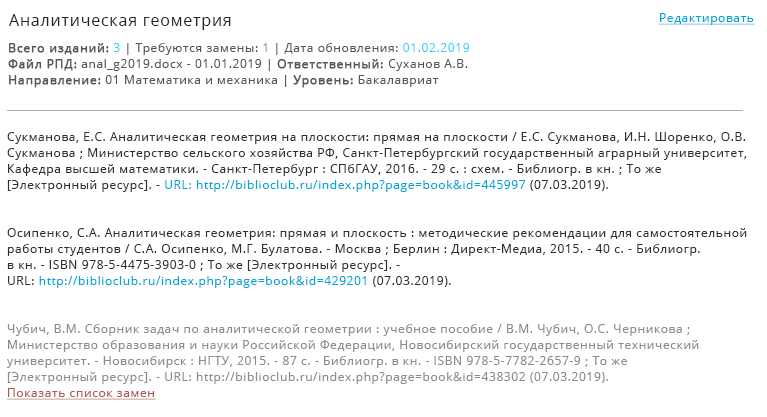 Аналитическая геометрия
Редактировать
Всего изданий: 3 | Требуются замены: 1 | Дата обновления: 01.02.2019
Файл РПД: anal_g2019.docx - 01.01.2019 | Ответственный: Суханов А.В.
Направление: 01 Математика и механика | Уровень: Бакалавриат
Сукманова, Е.С. Аналитическая геометрия на плоскости: прямая на плоскости / Е.С. Сукманова, И.Н. Шоренко, О.В.
Сукманова ; Министерство сельского хозяйства РФ, Санкт-Петербургский государственный аграрный университет,
Кафедра высшей математики. - Санкт-Петербург : СПбГАУ, 2016. - 29 с. : схем. - Библиогр. в кн. ; То же
[Электронный ресурс]. - URL: http://biblioclub.ru/index.php?page=book&id=445997 (07.03.2019).
Осипенко, С.А. Аналитическая геометрия: прямая и плоскость : методические рекомендации для самостоятельной
работы студентов / С.А. Осипенко, М.Г. Булатова. - Москва ; Берлин : Директ-Медиа, 2015. - 40 с. - Библиогр.
в кн. - ISBN 978-5-4475-3903-0 ; То же [Электронный ресурс]. -
URL: http://biblioclub.ru/index.php?page=book&id=429201 (07.03.2019).
Чубич, В.М. Сборник задач по аналитической геометрии : учебное пособие / В.М. Чубич, О.С. Черникова ;
Министерство образования и науки Российской Федерации, Новосибирский государственный технический
университет. - Новосибирск : НГТУ, 2015. - 87 с. - Библиогр. в кн. - ISBN 978-5-7782-2657-9 ; То же
[Электронный ресурс]. - URL: http://biblioclub.ru/index.php?page=book&id=438302 (07.03.2019).
Показать список замен